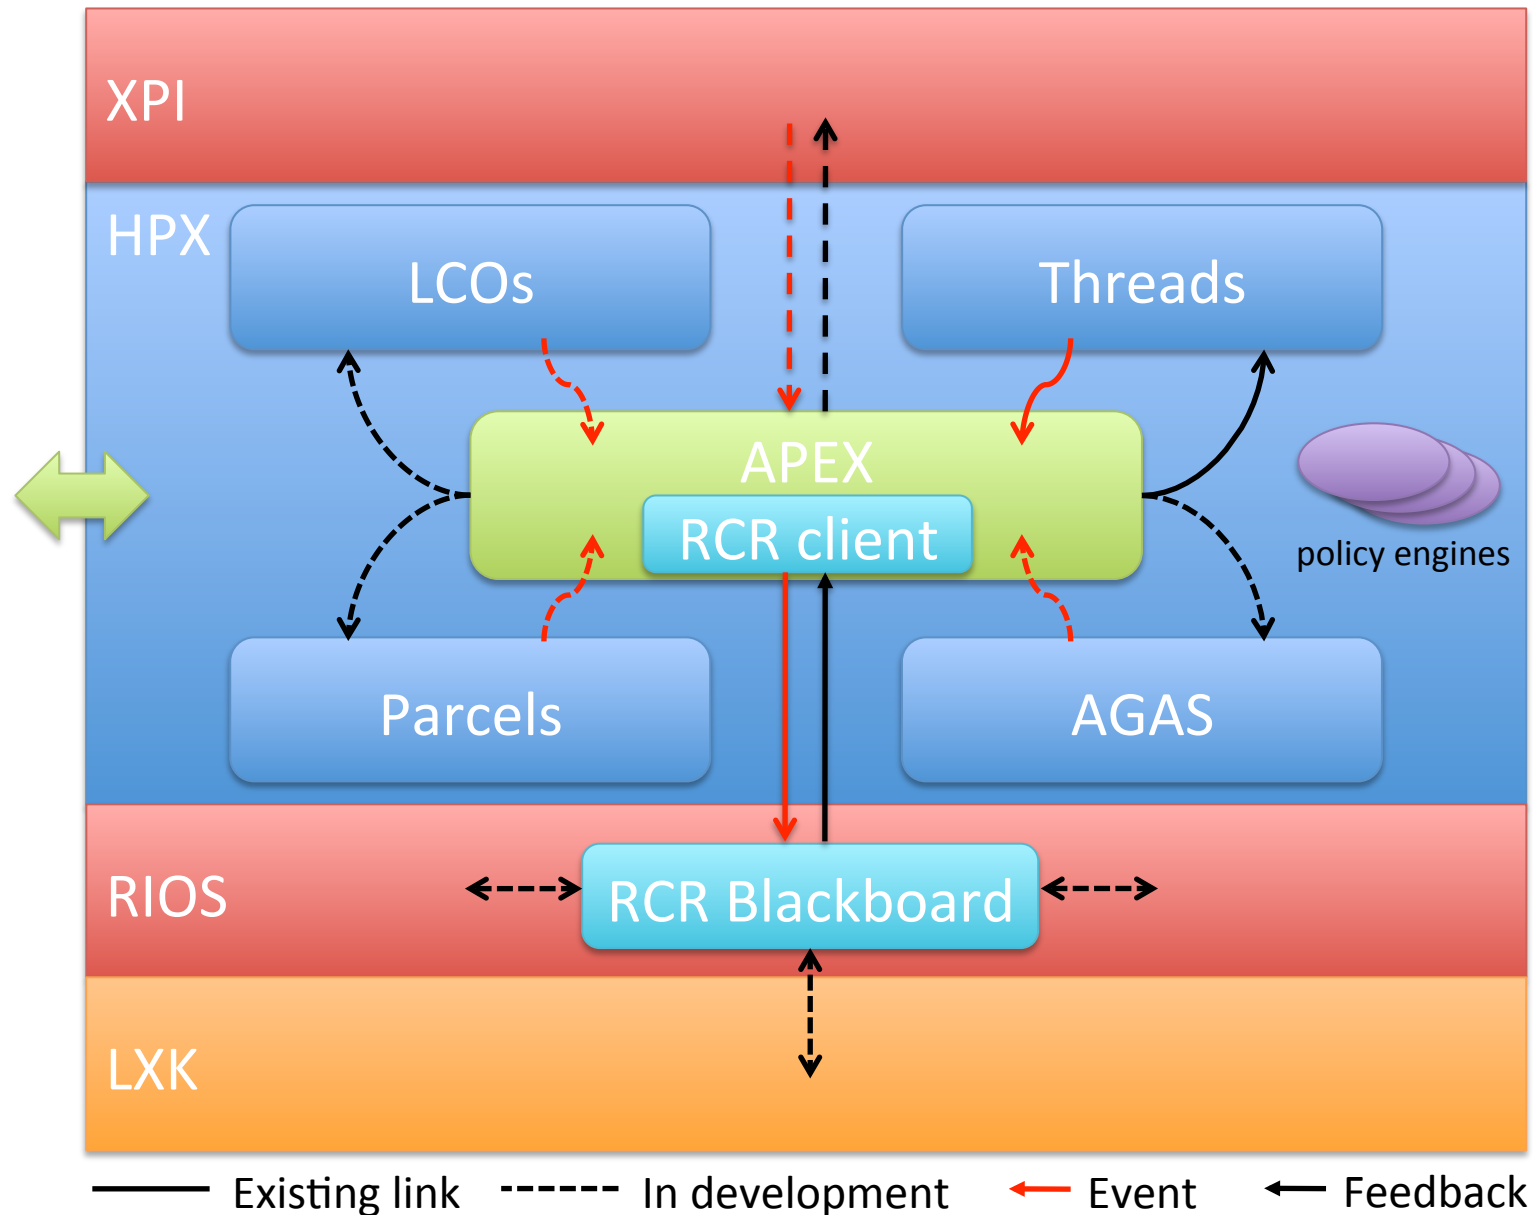 XPI
HPX
LCOs
Threads
APEX
RCR client
policy engines
Parcels
AGAS
RIOS
RCR Blackboard
LXK
Existing link
In development
Event
Feedback